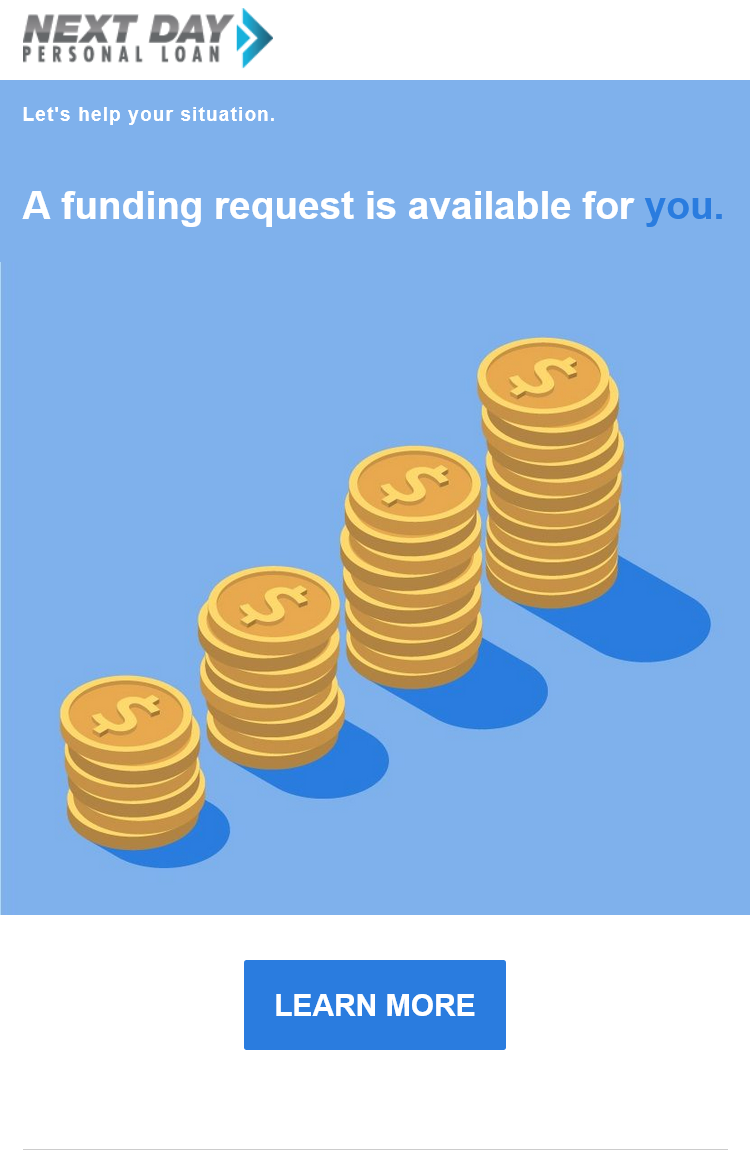 NEXT DAY
PERSONAL LOAN
Let's help your situation.
A funding request is available for you.
$
$
$
$
LEARN MORE